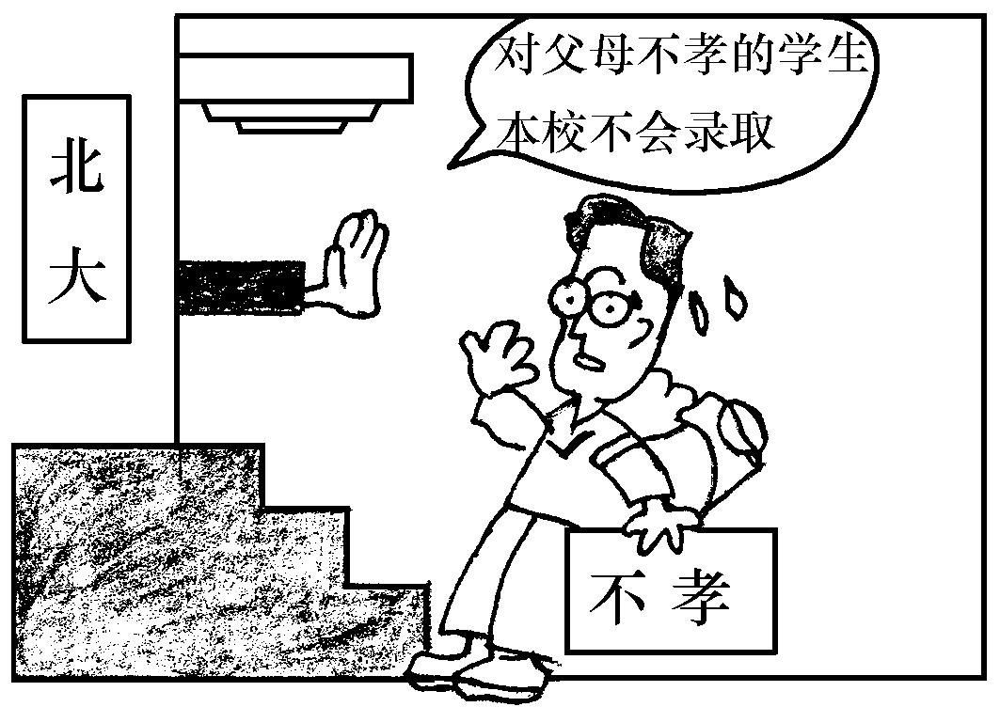 对父母不孝的学生
本校不会录取
北
大
不孝